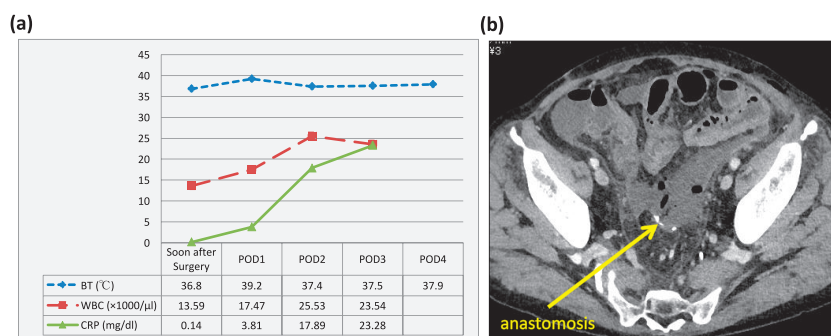 (a)
45
40
35
30
25
20
15
10
5
0
Soon after Surgery POD1 POD2 POD3 POD4
BT (℃) 36.8 39.2 37.4 37.5 37.9
WBC (×1000/μl) 13.59 17.47 25.53 23.54
CRP (mg/dl) 0.14 3.81 17.89 23.28
(b)
¥3
anastomosis